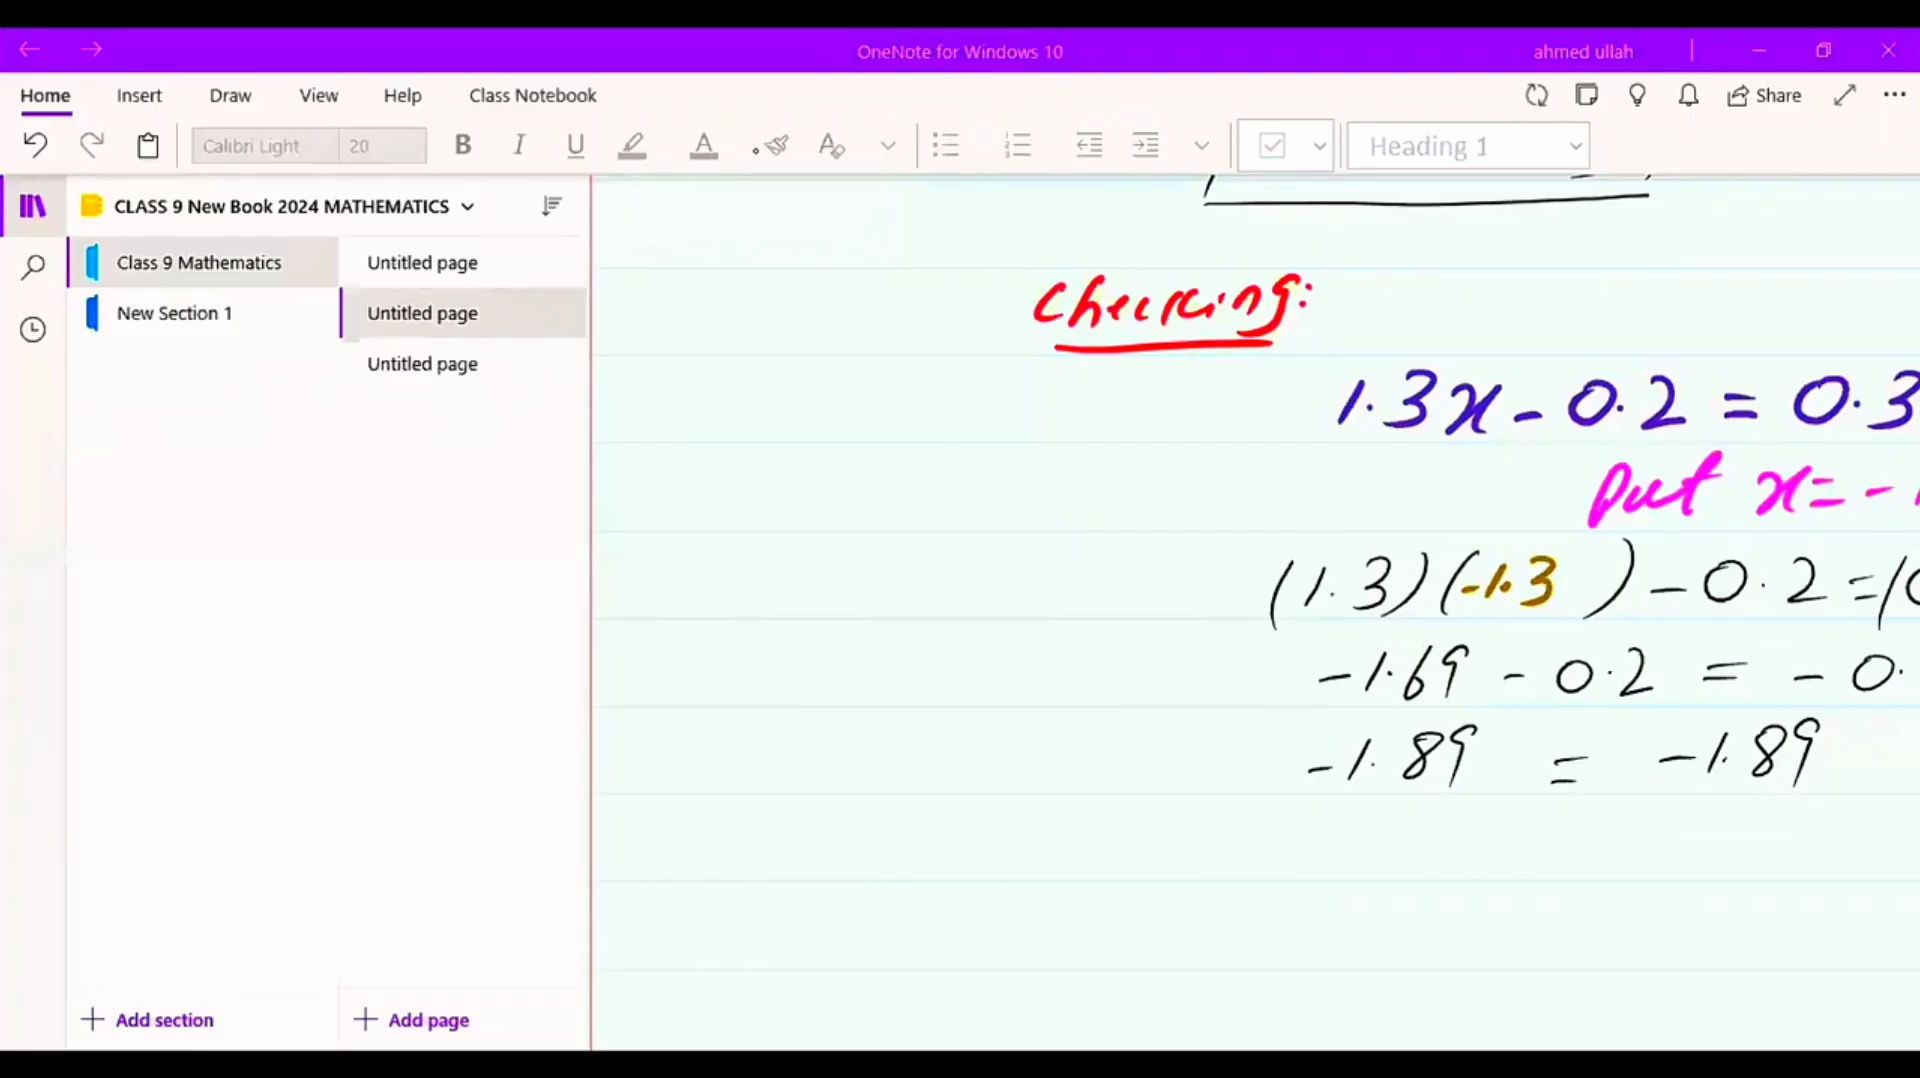 OneNote for Windows 10
ahmed ullah
Home Insert Draw View Help Class Notebook Share
Calibri Light 20 B I U A A Heading 1
CLASS 9 New Book 2024 MATHEMATICS
Class 9 Mathematics
New Section 1
Untitled page
Untitled page
Untitled page
Add section
Add page
Checking:
1.3x - 0.2 = 0.3
Put x = -1
(1.3)(-1.3 ) - 0.2 = (0
-1.69 - 0.2 = - 0.
-1.89 = -1.89